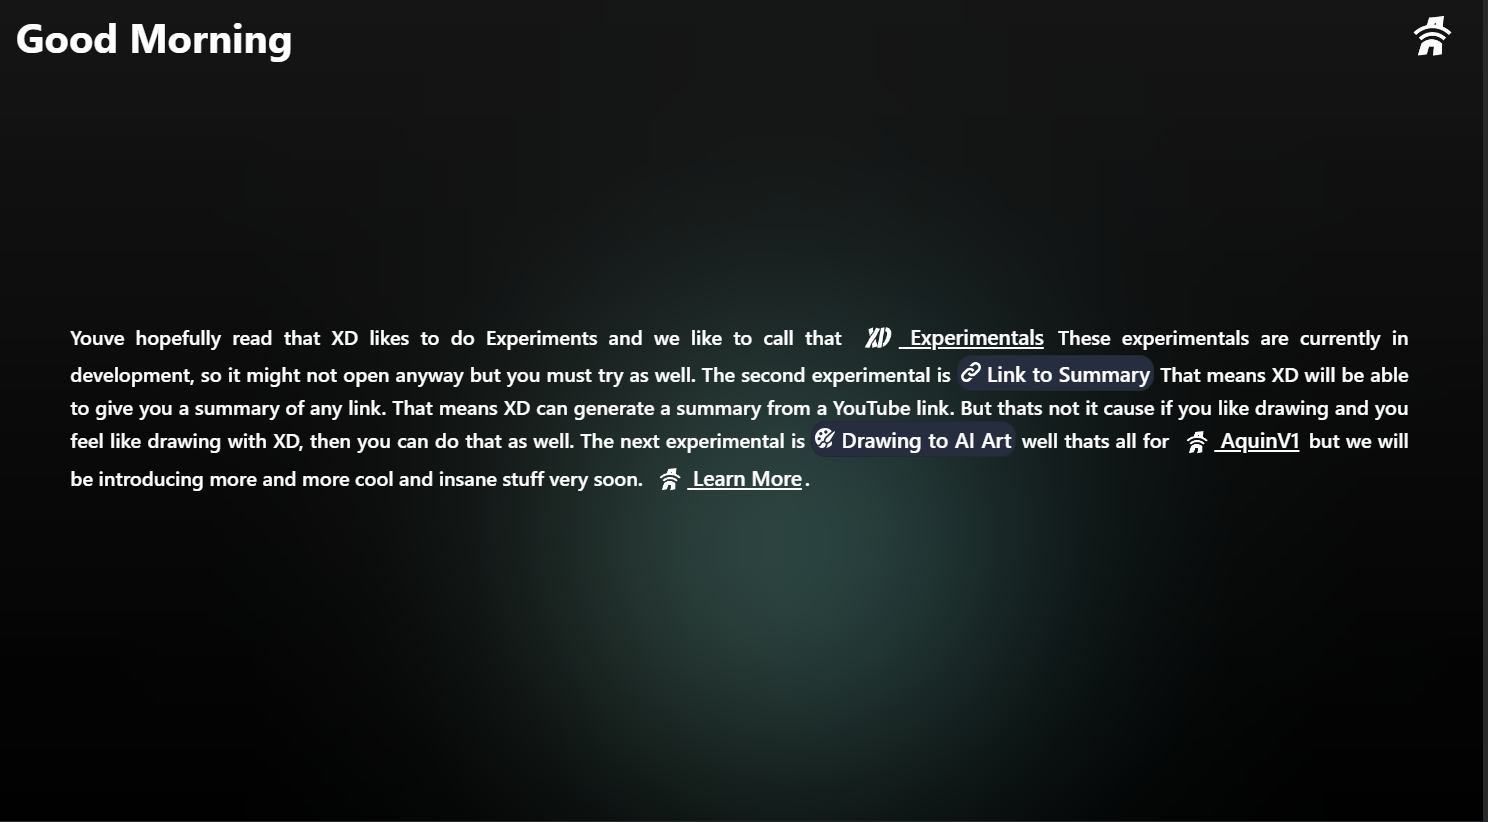 Good Morning
Youve hopefully read that XD likes to do Experiments and we like to call that XD Experimentals These experimentals are currently in
development, so it might not open anyway but you must try as well. The second experimental is Link to Summary That means XD will be able
to give you a summary of any link. That means XD can generate a summary from a YouTube link. But thats not it cause if you like drawing and you
feel like drawing with XD, then you can do that as well. The next experimental is Drawing to AI Art well thats all for AquinV1 but we will
be introducing more and more cool and insane stuff very soon. Learn More.